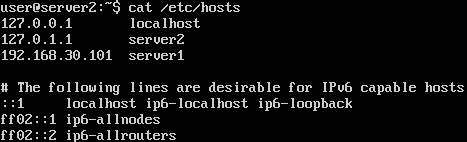 user@server2:~$ cat /etc/hosts
127.0.0.1       localhost
127.0.1.1       server2
192.168.30.101  server1

# The following lines are desirable for IPv6 capable hosts
::1     localhost ip6-localhost ip6-loopback
ff02::1 ip6-allnodes
ff02::2 ip6-allrouters